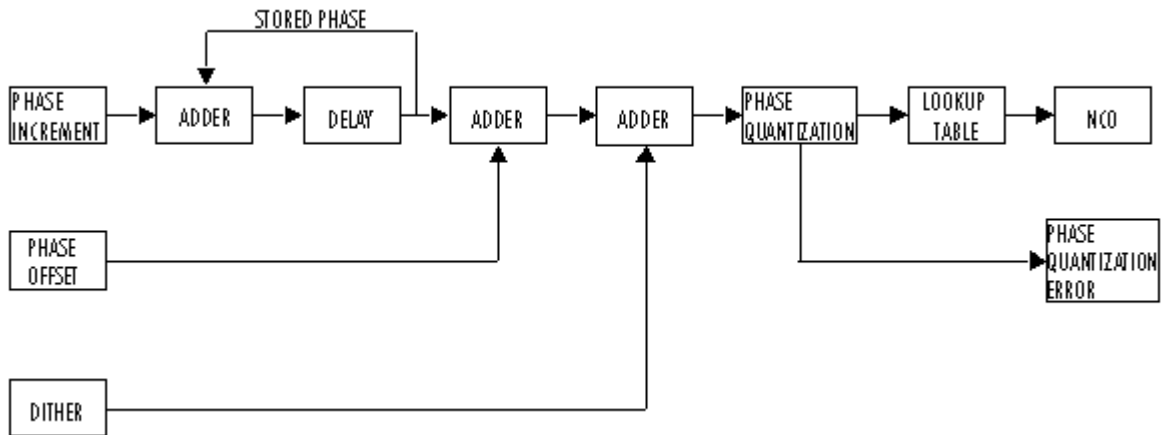 STORED PHASE
PHASE
INCREMENT
ADDER
DELAY
ADDER
ADDER
PHASE
QUANTIZATION
LOOKUP
TABLE
NCO
PHASE
OFFSET
PHASE
QUANTIZATION
ERROR
DITHER